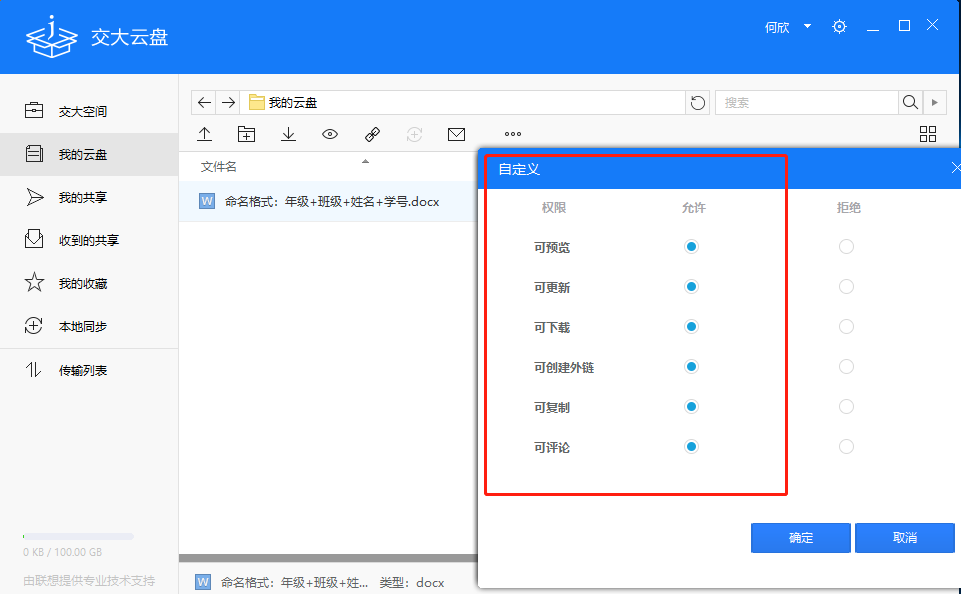 交大云盘
何欣
交大空间
我的云盘
我的共享
收到的共享
我的收藏
本地同步
传输列表
0 KB / 100.00 GB
由联想提供专业技术支持
我的云盘
搜索
文件名
W 命名格式：年级+班级+姓名+学号.docx
自定义
权限 允许 拒绝
可预览
可更新
可下载
可创建外链
可复制
可评论
确定 取消
W 命名格式：年级+班级+姓... 类型：docx